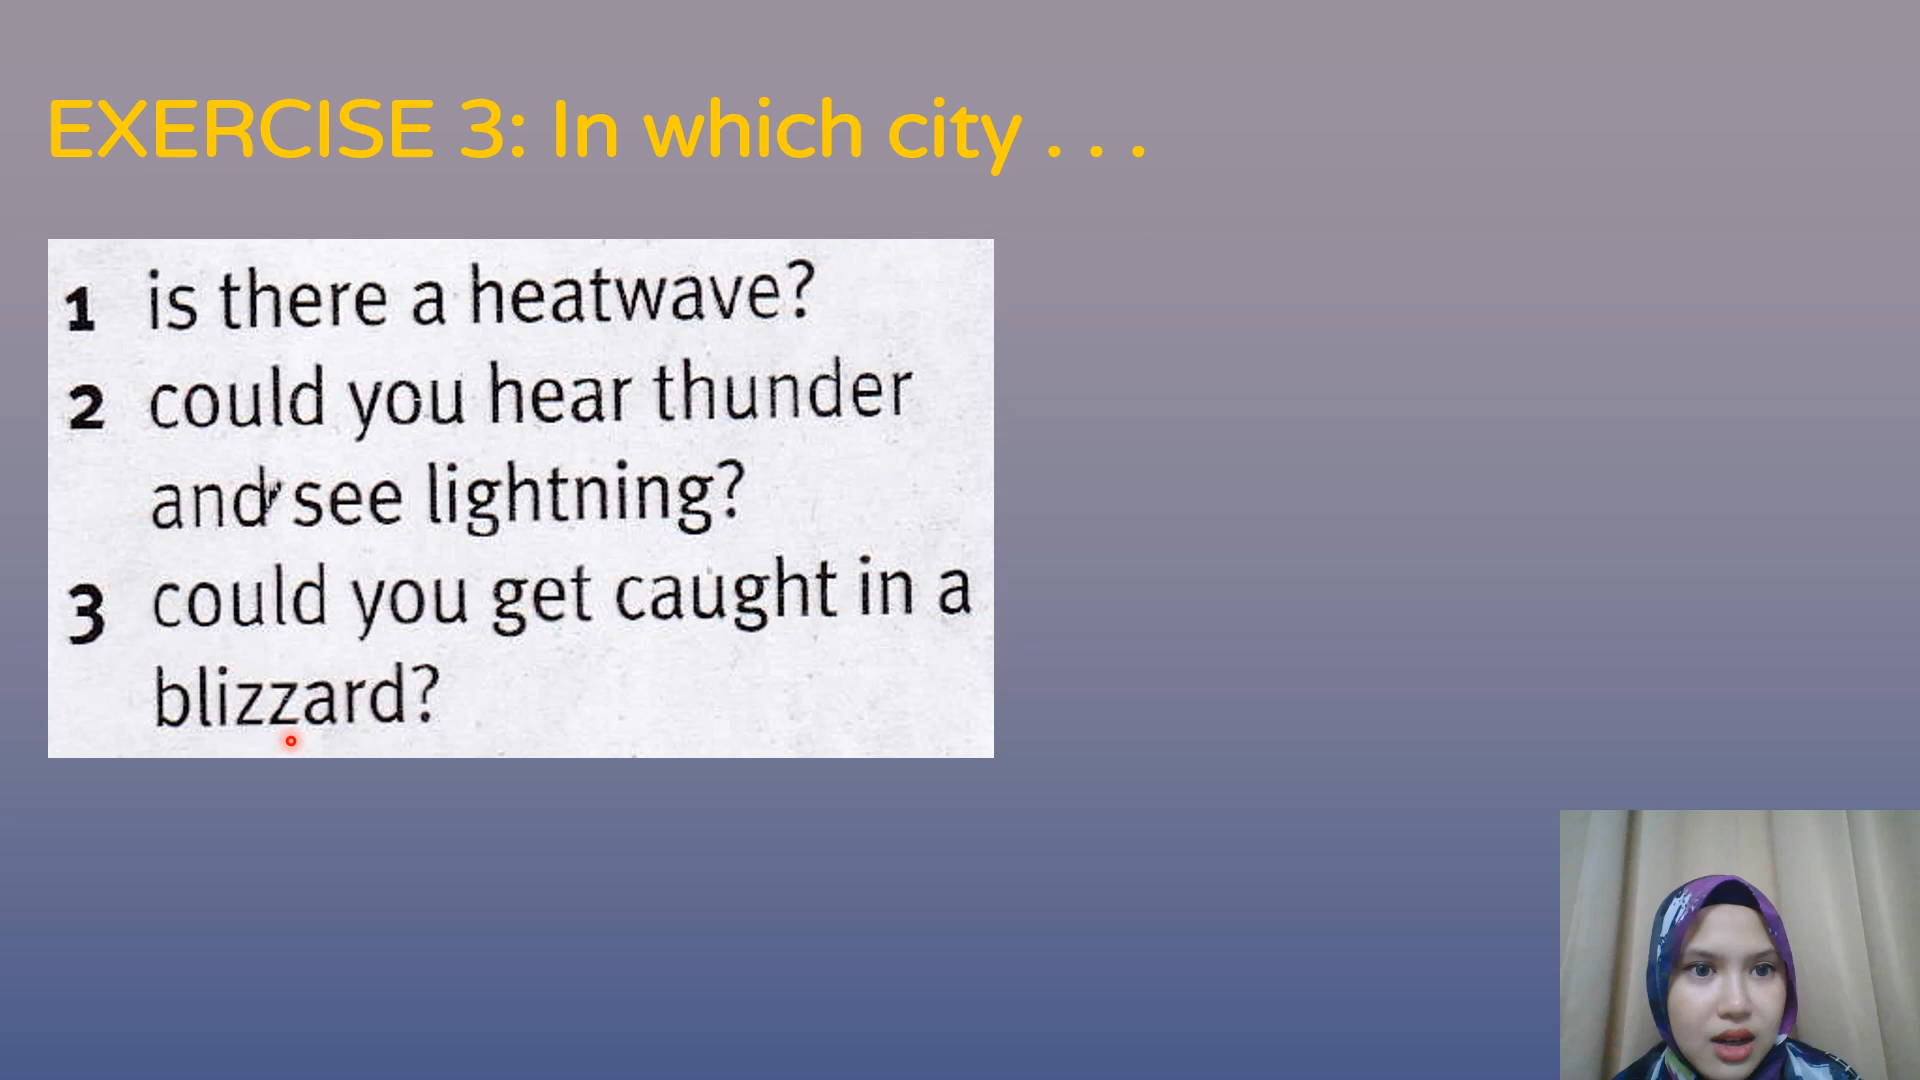 EXERCISE 3: In which city . . .
1 is there a heatwave?
2 could you hear thunder
and see lightning?
3 could you get caught in a
blizzard?